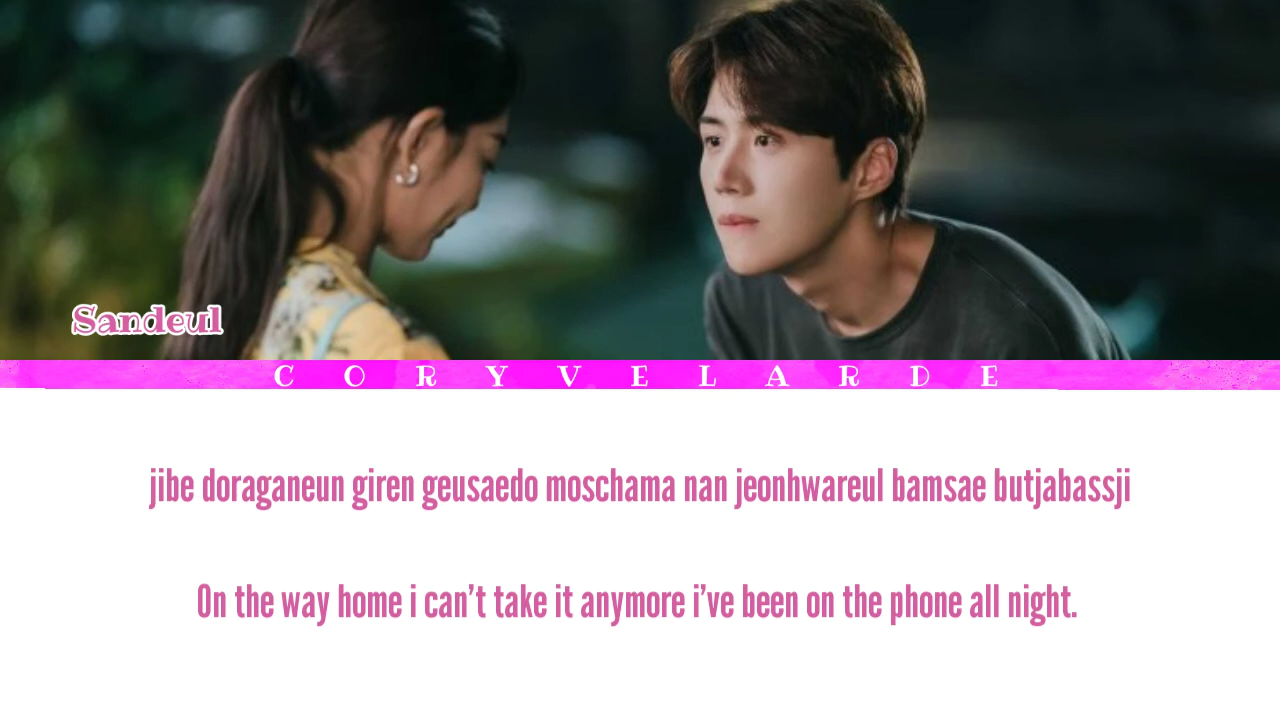 Sandeul
CORYVELARDE
jibe doraganeun giren geusaedo moschama nan jeonhwareul bamsae butjabassji
On the way home i can’t take it anymore i’ve been on the phone all night.